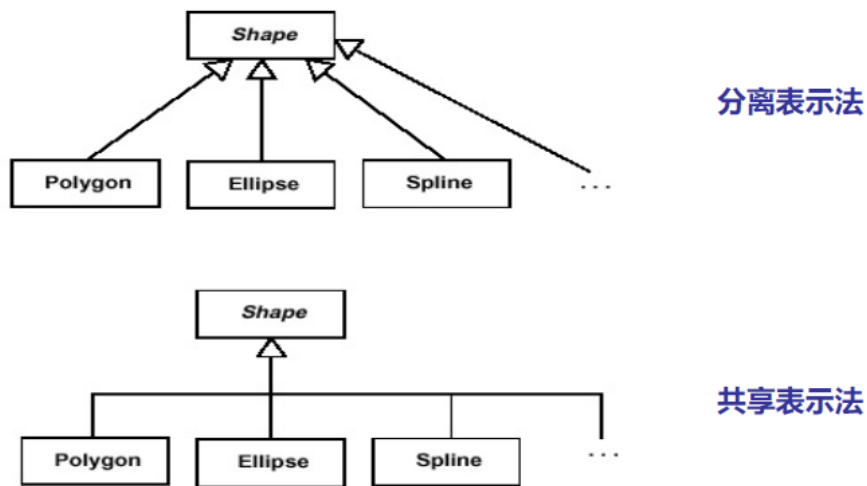 Shape
分离表示法
Polygon
Ellipse
Spline
...
Shape
共享表示法
Polygon
Ellipse
Spline
...